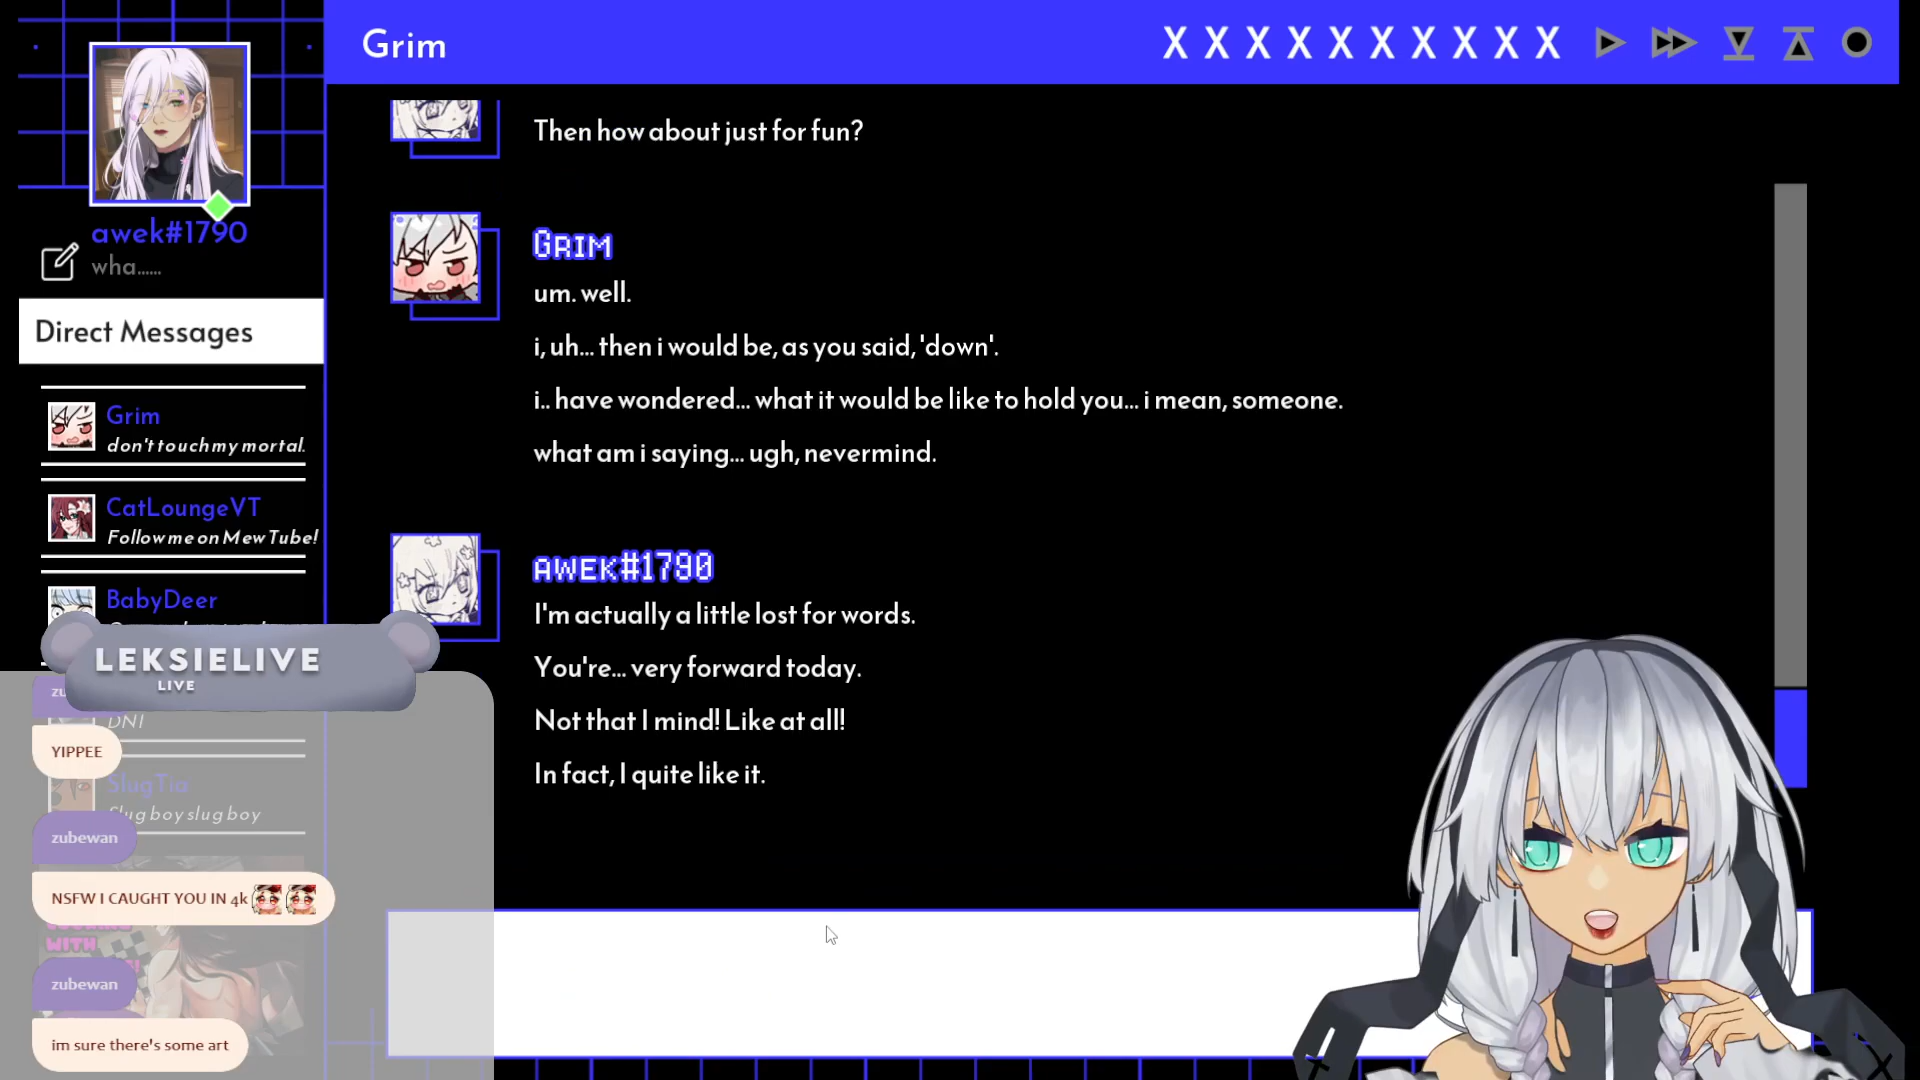 Grim
X X X X X X X X X X
awek#1790
wha......
Direct Messages
Grim
don't touch my mortal.
CatLoungeVT
Follow me on MewTube!
BabyDeer
DNI
SlugTia
Slug boy slug boy
Then how about just for fun?
Grim
um. well.
i, uh... then i would be, as you said, 'down'.
i.. have wondered... what it would be like to hold you... i mean, someone.
what am i saying... ugh, nevermind.
awek#1790
I'm actually a little lost for words.
You're... very forward today.
Not that I mind! Like at all!
In fact, I quite like it.
LEKSIELIVE
LIVE
zu
YIPPEE
zubewan
NSFW I CAUGHT YOU IN 4k
WITH
zubewan
im sure there's some art